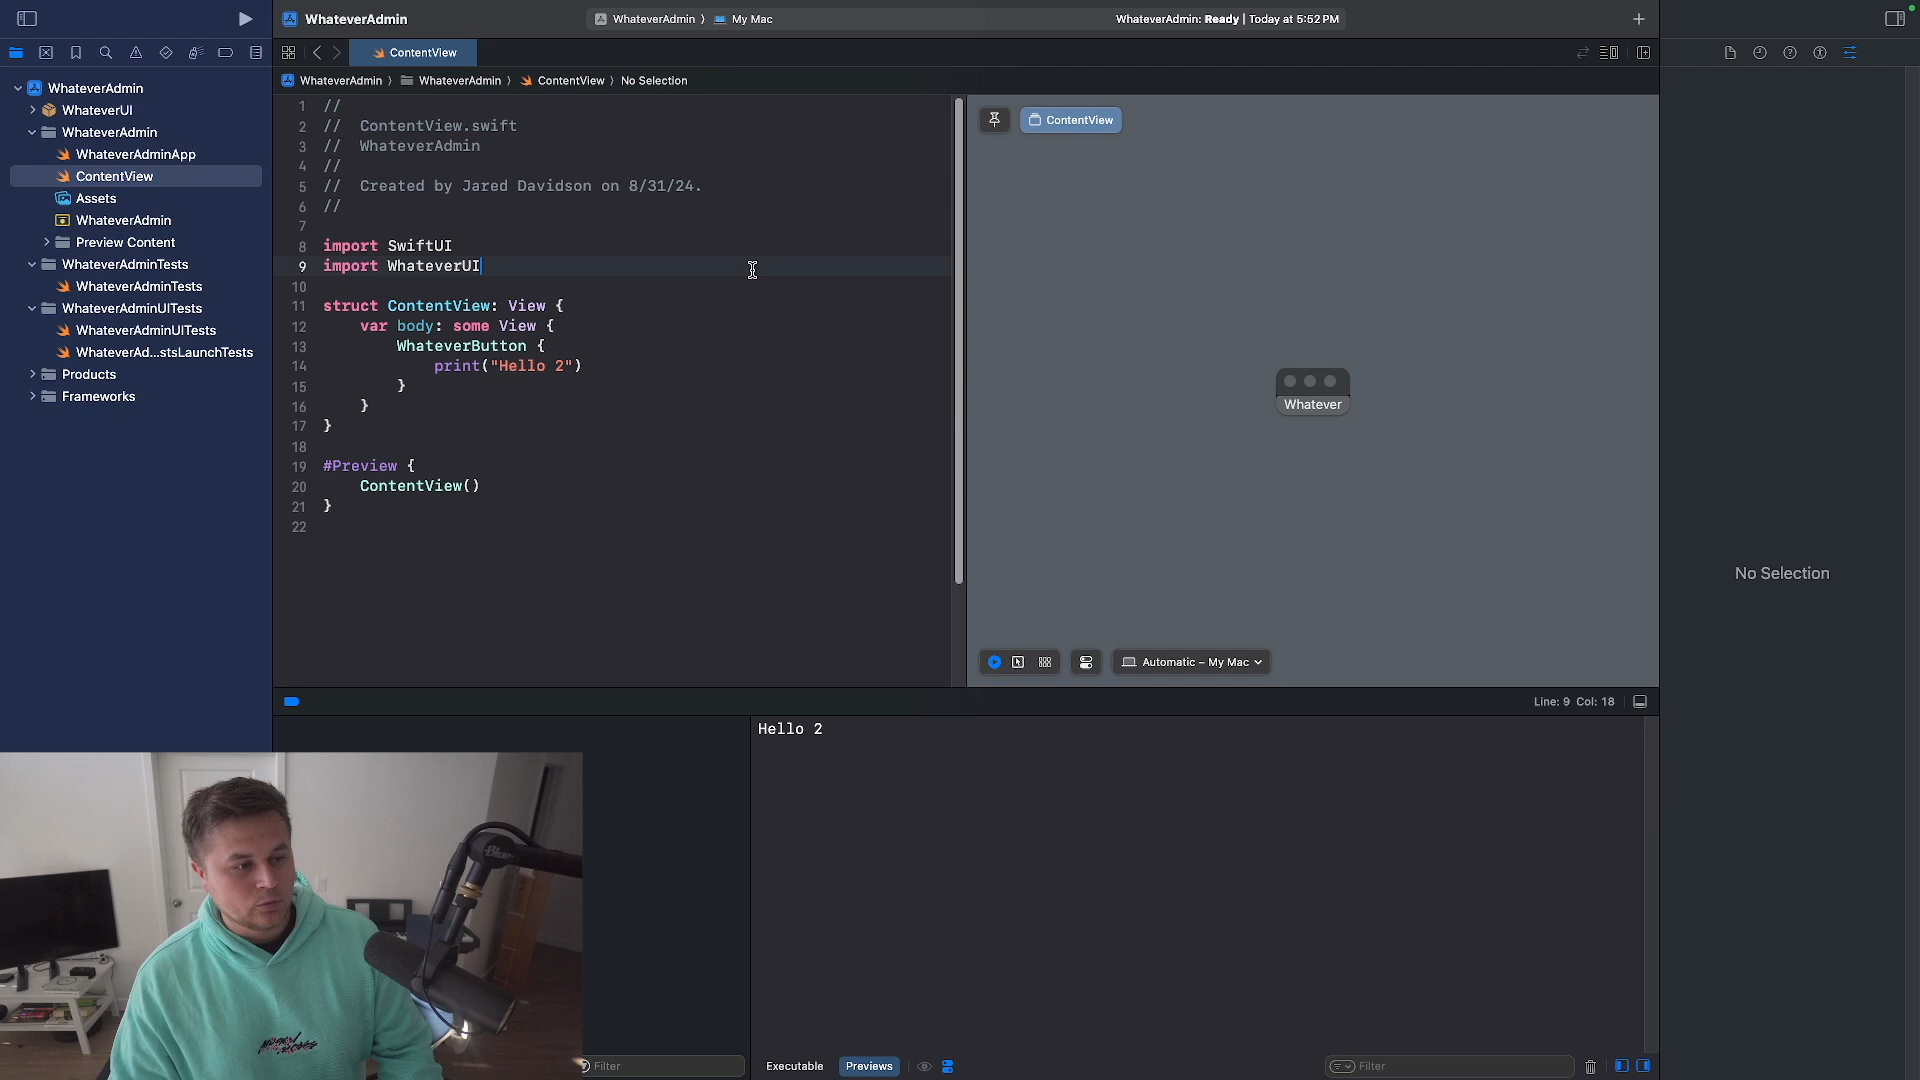 WhateverAdmin
WhateverAdmin 〉 My Mac
WhateverAdmin: Ready | Today at 5:52 PM
ContentView
WhateverAdmin 〉 WhateverAdmin 〉 ContentView 〉 No Selection
WhateverAdmin
WhateverUI
WhateverAdmin
WhateverAdminApp
ContentView
Assets
WhateverAdmin
Preview Content
WhateverAdminTests
WhateverAdminTests
WhateverAdminUITests
WhateverAdminUITests
WhateverAd...stsLaunchTests
Products
Frameworks
1 //
2 // ContentView.swift
3 // WhateverAdmin
4 //
5 // Created by Jared Davidson on 8/31/24.
6 //
7
8 import SwiftUI
9 import WhateverUI
10
11 struct ContentView: View {
12 var body: some View {
13 WhateverButton {
14 print("Hello 2")
15 }
16 }
17 }
18
19 #Preview {
20 ContentView()
21 }
22
ContentView
Whatever
Automatic – My Mac
No Selection
Line: 9 Col: 18
Hello 2
Blue
Filter
Executable
Previews
Filter